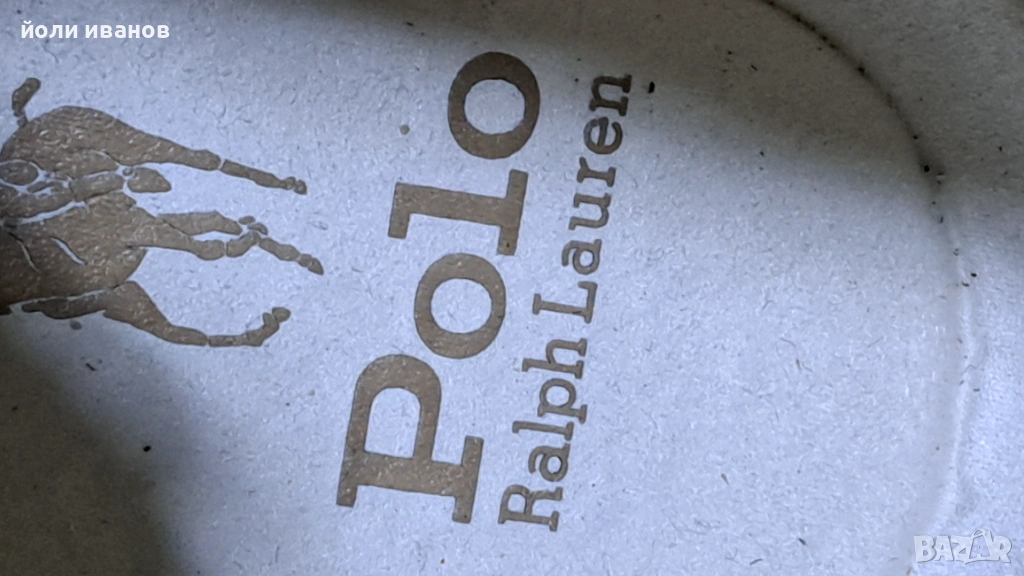 йоли иванов
Polo
Ralph Lauren
BAZAR